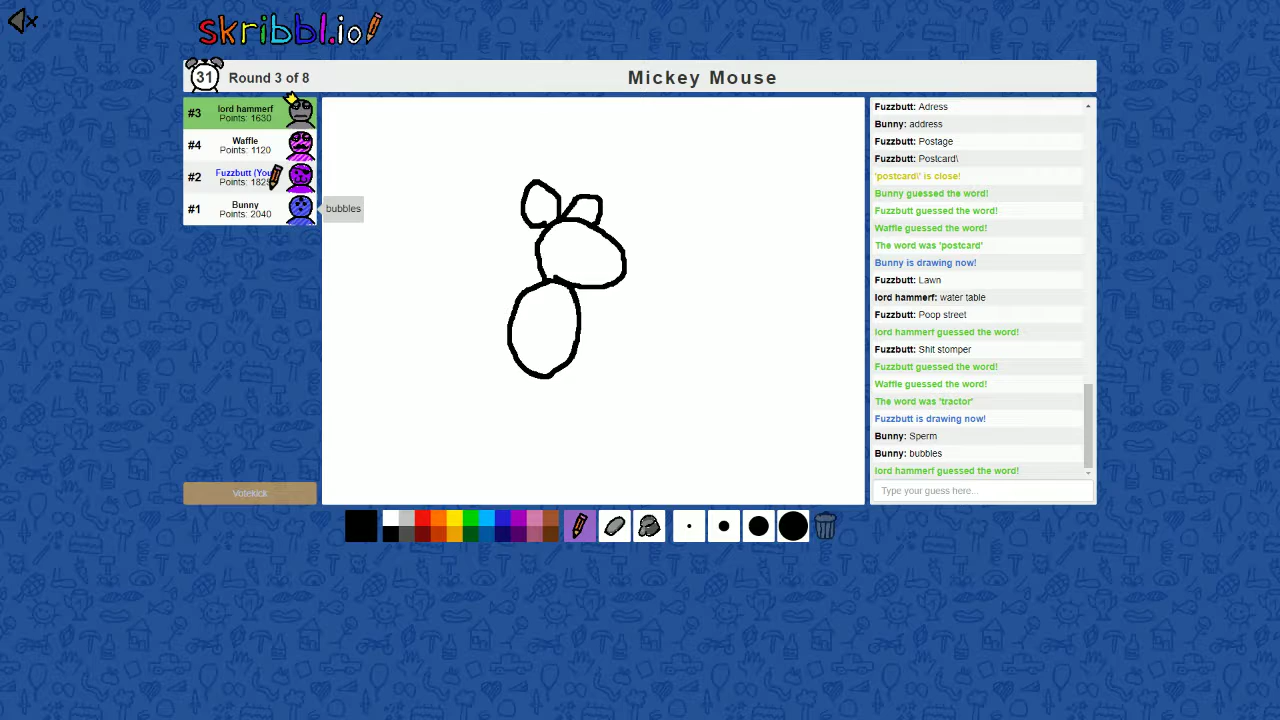 skribbl.io
31
Round 3 of 8
Mickey Mouse
#3
lord hammerf
Points: 1630
#4
Waffle
Points: 1120
#2
Fuzzbutt (You
Points: 1825
#1
Bunny
Points: 2040
bubbles
Votekick
Fuzzbutt: Adress
Bunny: address
Fuzzbutt: Postage
Fuzzbutt: Postcard\
'postcard\' is close!
Bunny guessed the word!
Fuzzbutt guessed the word!
Waffle guessed the word!
The word was 'postcard'
Bunny is drawing now!
Fuzzbutt: Lawn
lord hammerf: water table
Fuzzbutt: Poop street
lord hammerf guessed the word!
Fuzzbutt: Shit stomper
Fuzzbutt guessed the word!
Waffle guessed the word!
The word was 'tractor'
Fuzzbutt is drawing now!
Bunny: Sperm
Bunny: bubbles
lord hammerf guessed the word!
Type your guess here...